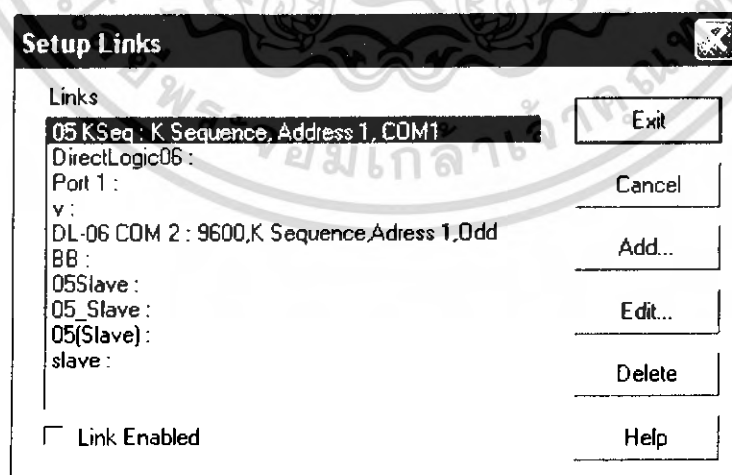 Setup Links
Links
05 KSeq : K Sequence, Address 1, COM1
DirectLogic06 :
Port 1 :
v :
DL-06 COM 2 : 9600,K Sequence,Adress 1,Odd
BB :
05Slave :
05_Slave :
05(Slave) :
slave :
Link Enabled
Exit
Cancel
Add...
Edit...
Delete
Help